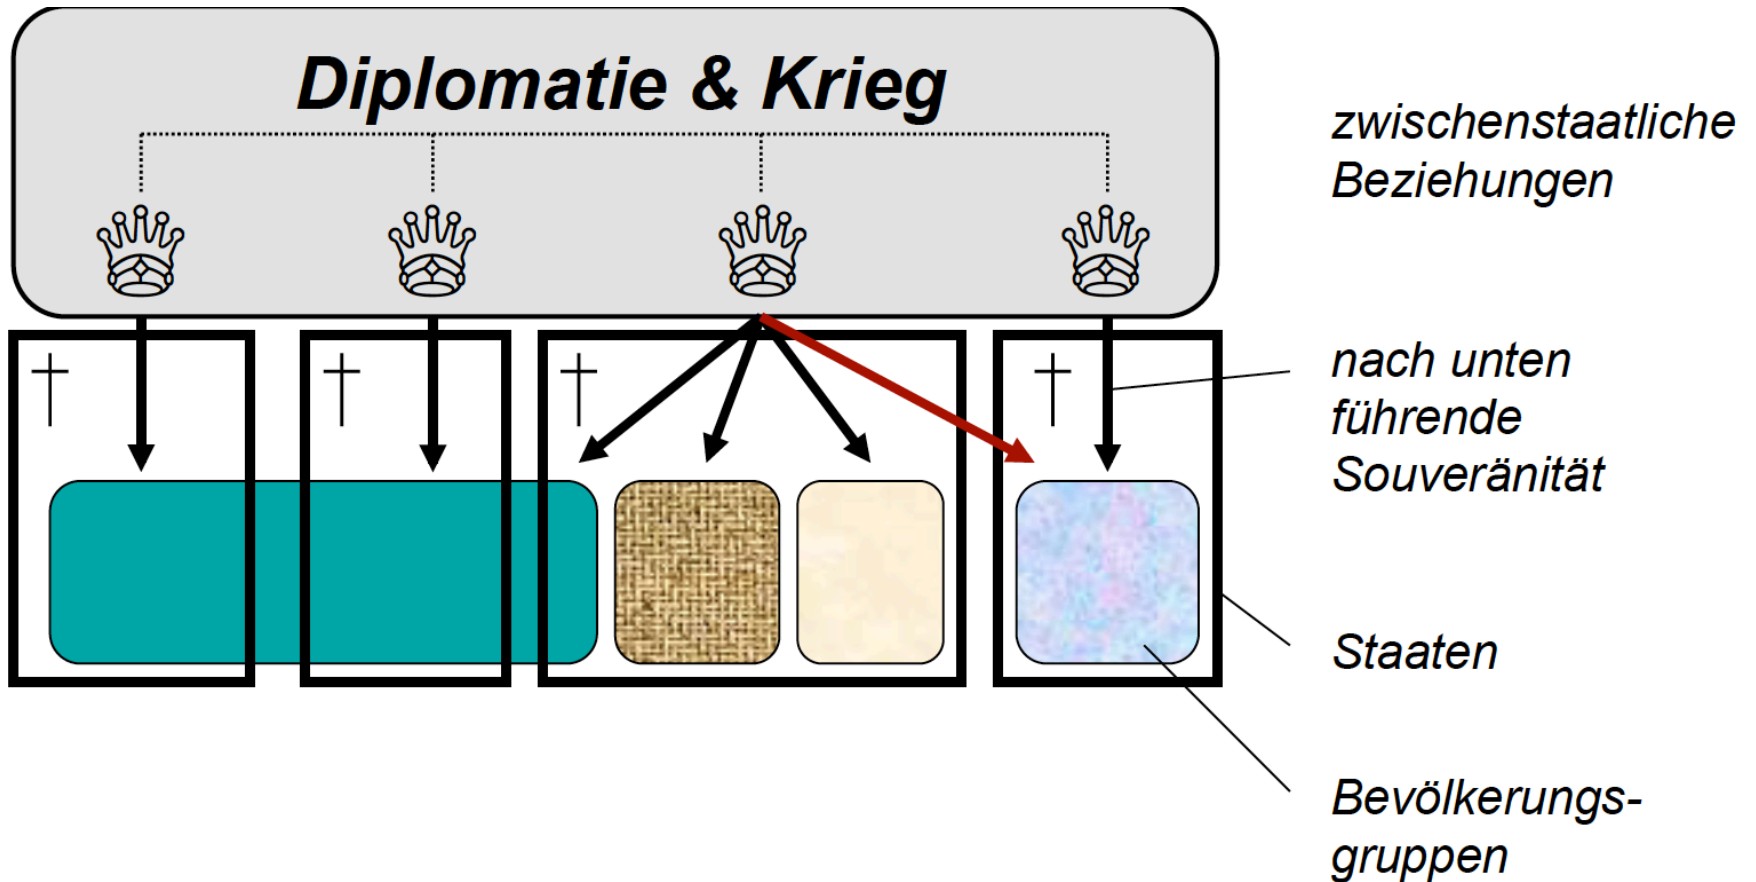 Diplomatie & Krieg
zwischenstaatliche
Beziehungen
nach unten
führende
Souveränität
Staaten
Bevölkerungs-
gruppen